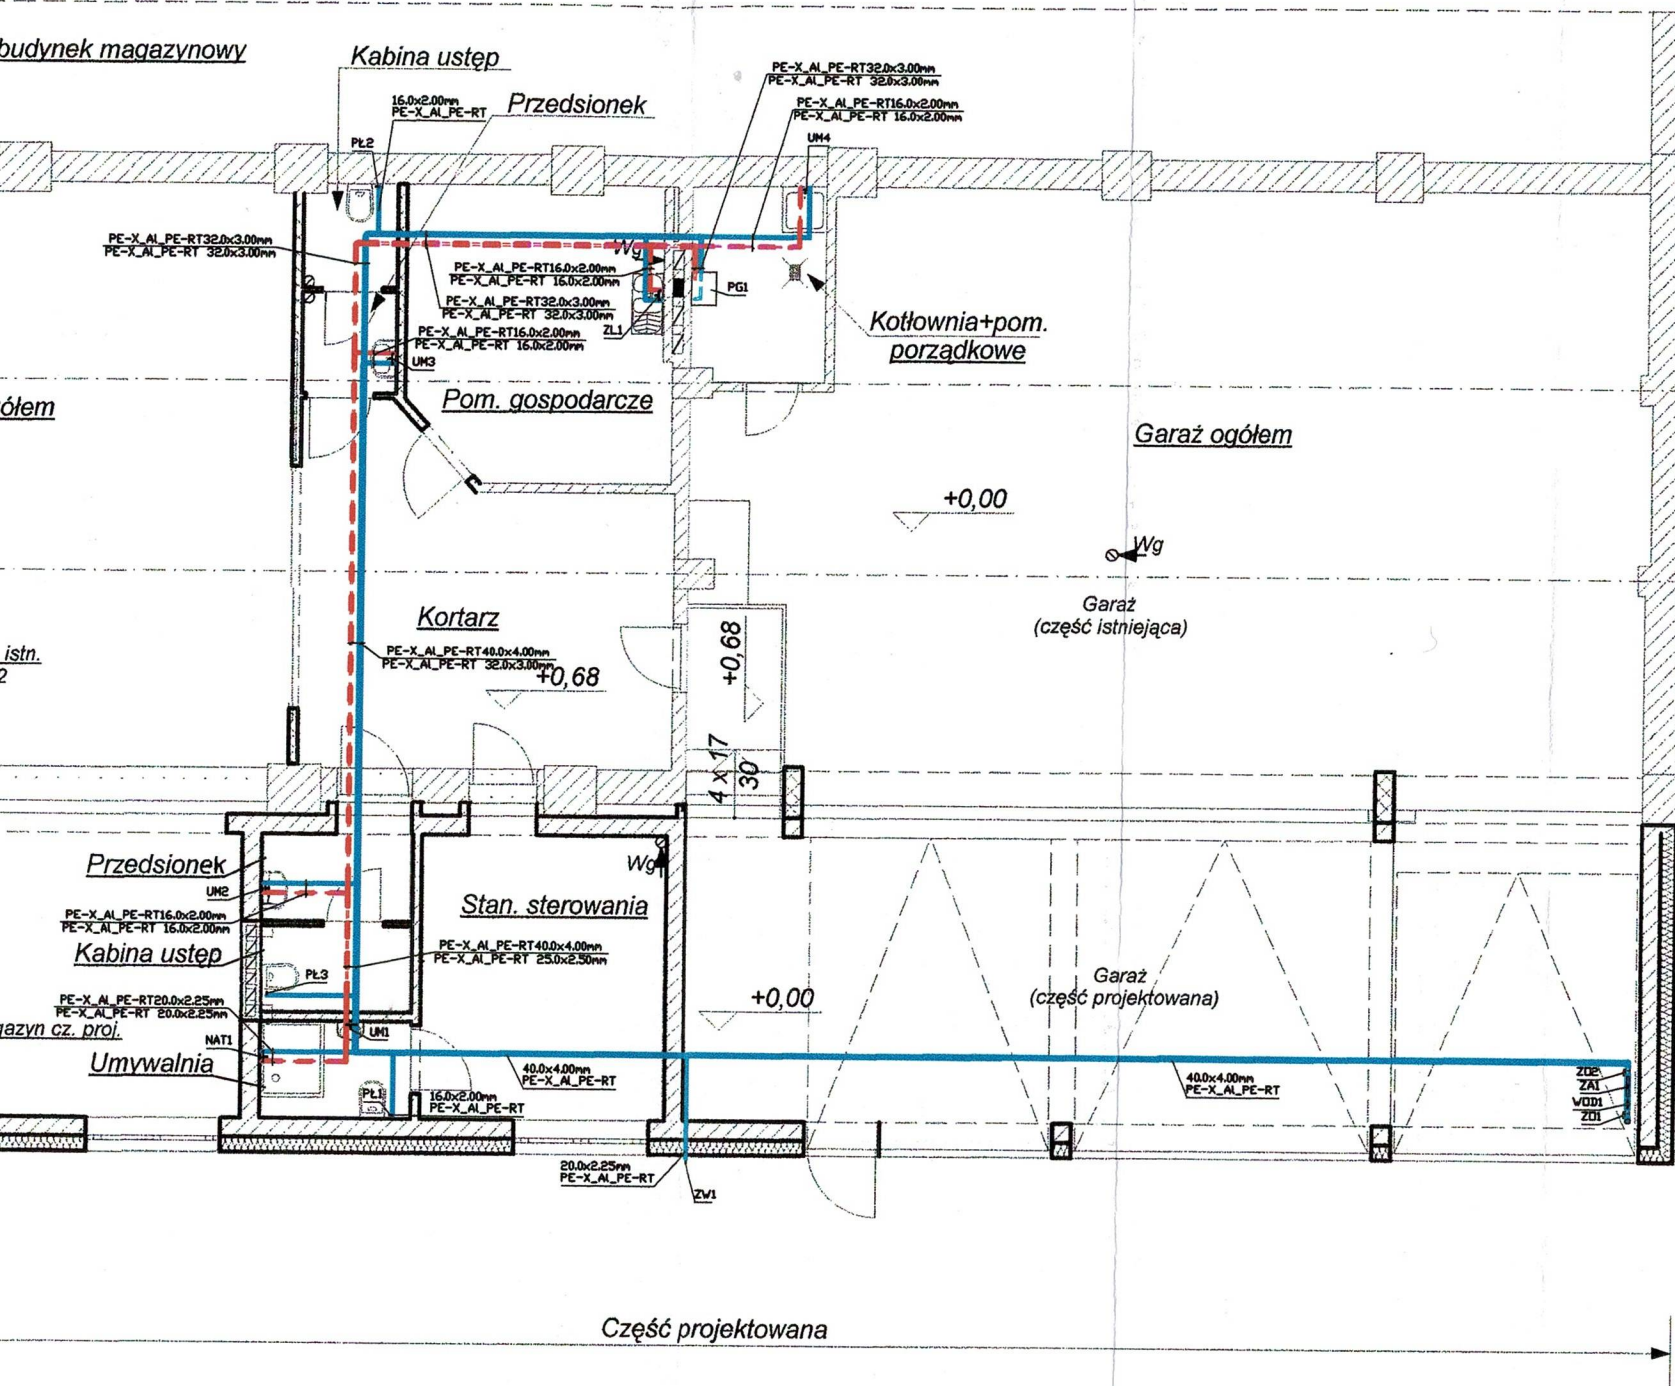 budynek magazynowy
Kabina ustęp
16.0x2.00mm
PE-X_Al_PE-RT
Przedsionek
PE-X_Al_PE-RT32.0x3.00mm
PE-X_Al_PE-RT 32.0x3.00mm
PE-X_Al_PE-RT16.0x2.00mm
PE-X_Al_PE-RT 16.0x2.00mm
PŁ2
UM4
PE-X_Al_PE-RT32.0x3.00mm
PE-X_Al_PE-RT 32.0x3.00mm
Wg
PE-X_Al_PE-RT16.0x2.00mm
PE-X_Al_PE-RT 16.0x2.00mm
PG1
PE-X_Al_PE-RT32.0x3.00mm
PE-X_Al_PE-RT 32.0x3.00mm
ZL1
PE-X_Al_PE-RT16.0x2.00mm
PE-X_Al_PE-RT 16.0x2.00mm
UM3
Kotłownia+pom.
porządkowe
ółem
Pom. gospodarcze
Garaż ogółem
+0,00
Wg
Garaż
(część istniejąca)
Kortarz
PE-X_Al_PE-RT40.0x4.00mm
PE-X_Al_PE-RT 32.0x3.00mm
+0,68
+0,68
istn.
2
4 x 17
30
Przedsionek
Wg
UM2
PE-X_Al_PE-RT16.0x2.00mm
PE-X_Al_PE-RT 16.0x2.00mm
Stan. sterowania
Kabina ustęp
PE-X_Al_PE-RT40.0x4.00mm
PE-X_Al_PE-RT 25.0x2.50mm
PŁ3
Garaż
(część projektowana)
PE-X_Al_PE-RT20.0x2.25mm
PE-X_Al_PE-RT 20.0x2.25mm
+0,00
gazyn cz. proj.
UM1
NAT1
Umywalnia
40.0x4.00mm
PE-X_Al_PE-RT
40.0x4.00mm
PE-X_Al_PE-RT
ZO2
ZA1
WOD1
ZO1
PŁ1
16.0x2.00mm
PE-X_Al_PE-RT
20.0x2.25mm
PE-X_Al_PE-RT
ZW1
Część projektowana